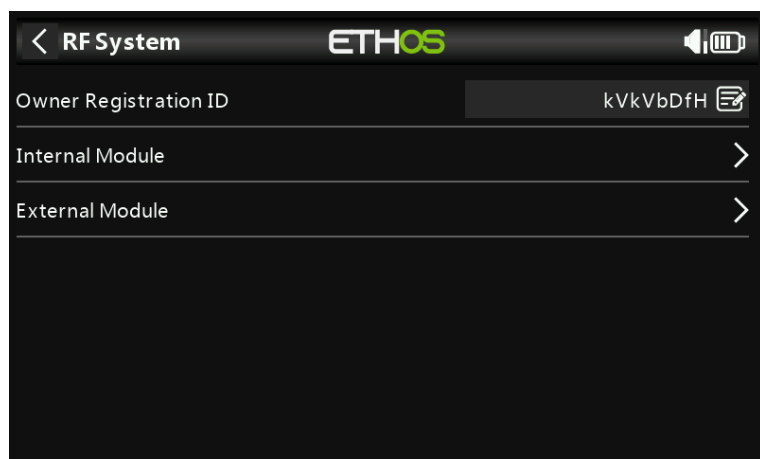 RF System
ETHOS
Owner Registration ID
kVkVbDfH
Internal Module
External Module